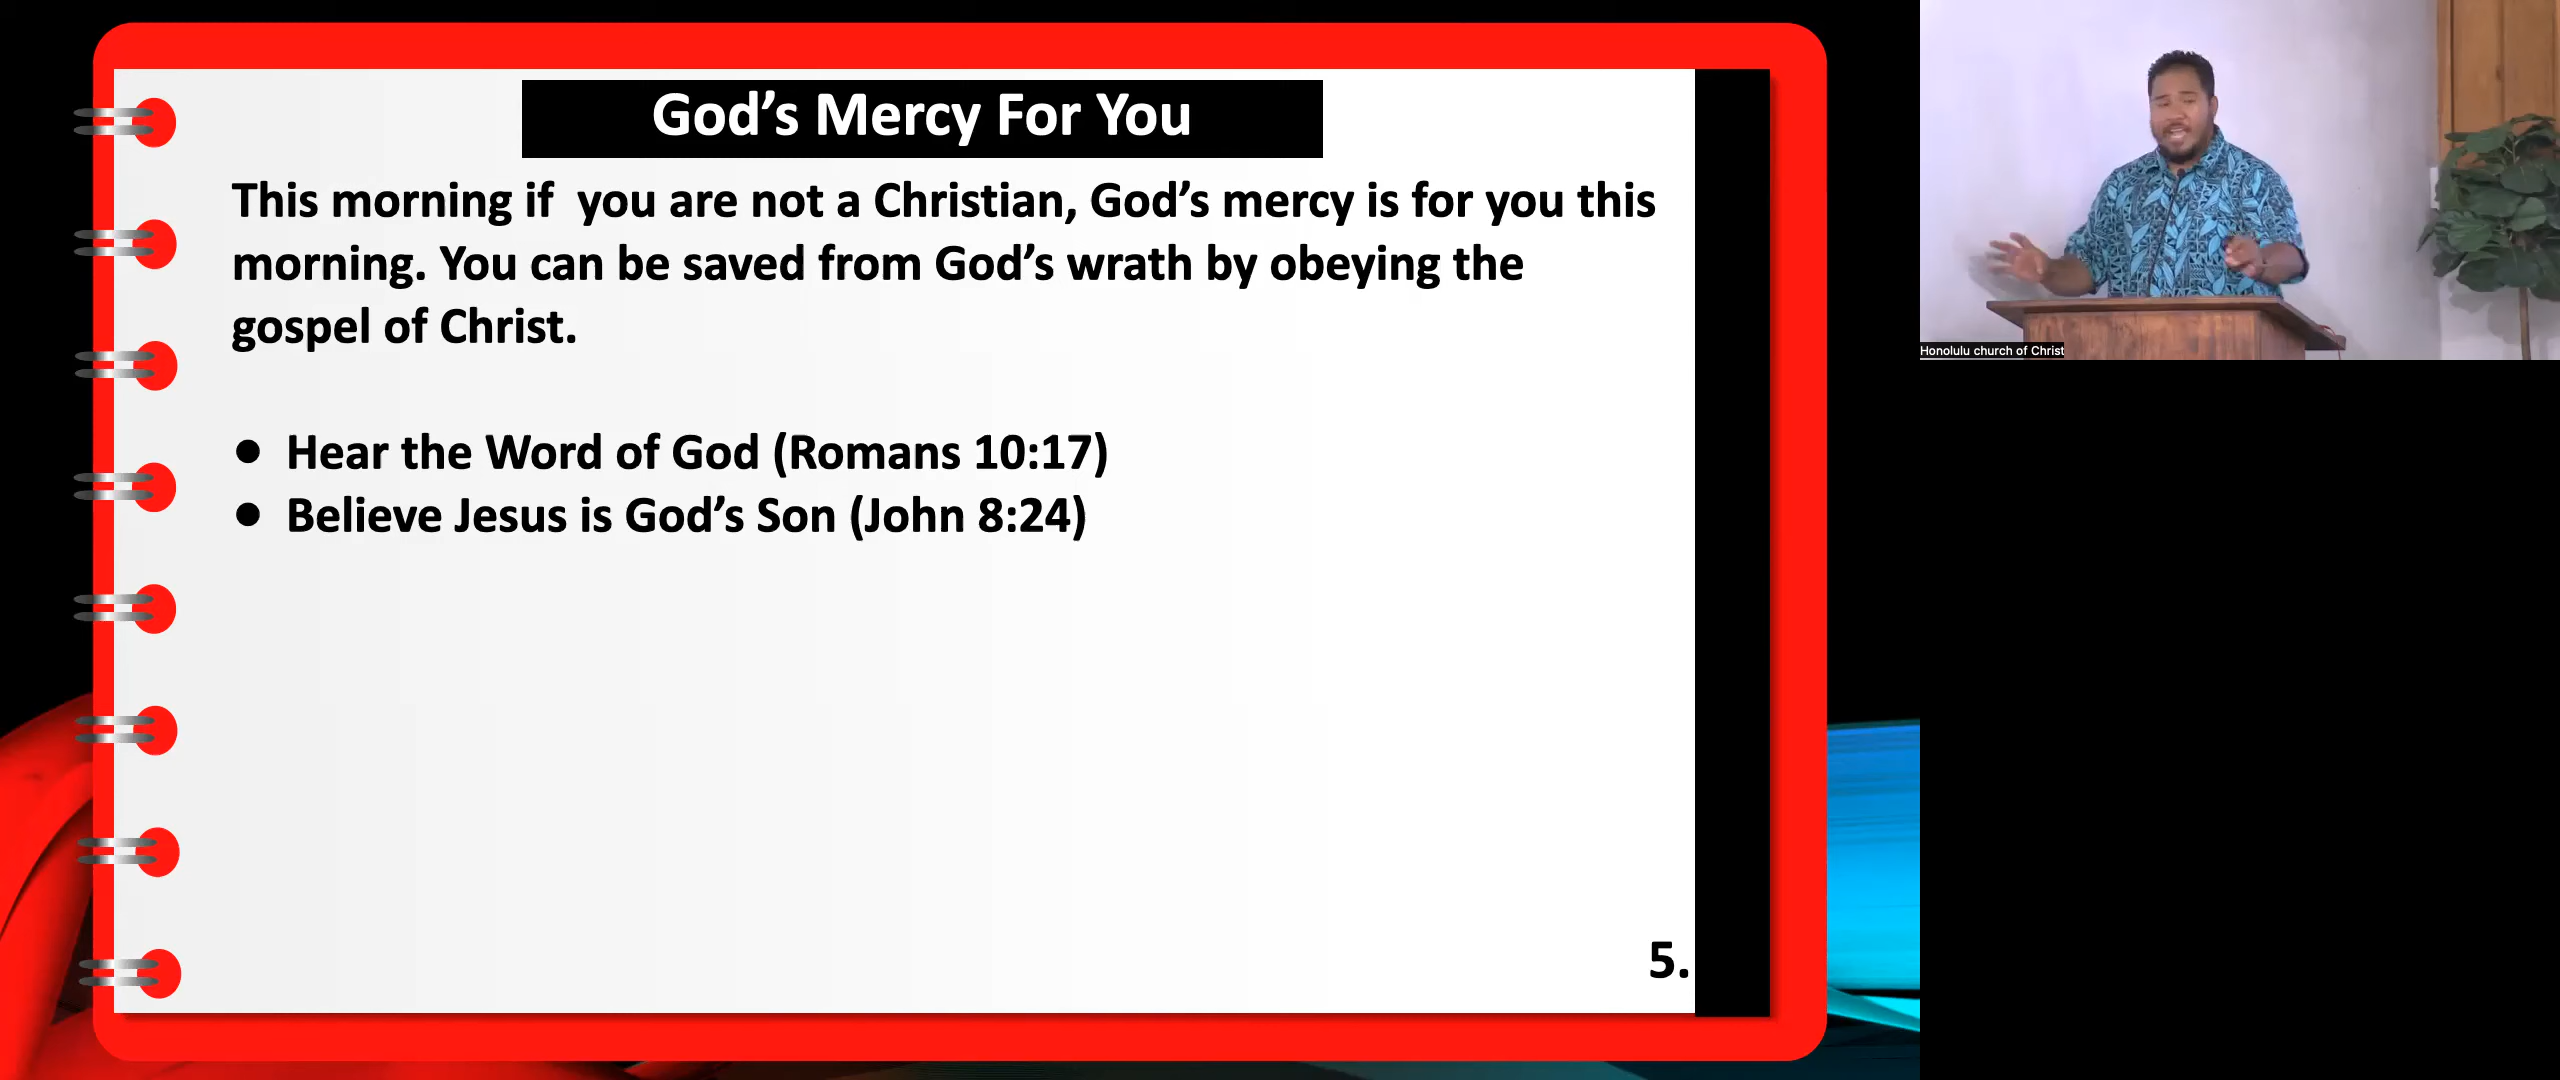 God’s Mercy For You
This morning if  you are not a Christian, God’s mercy is for you this
morning. You can be saved from God’s wrath by obeying the
gospel of Christ.
● Hear the Word of God (Romans 10:17)
● Believe Jesus is God’s Son (John 8:24)
5.
Honolulu church of Christ